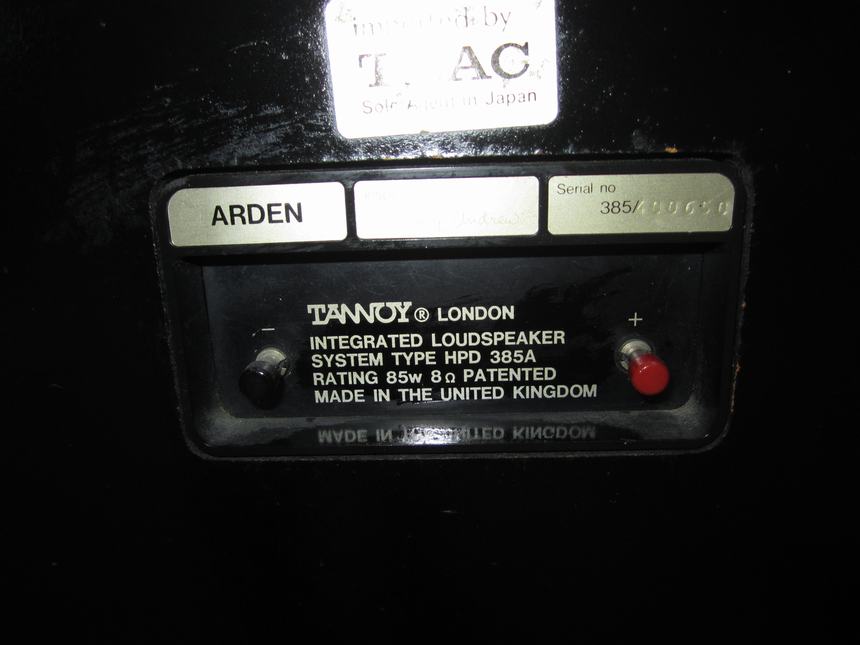 imported by
Sole Agent in Japan
ARDEN
Serial no
385/400650
− +
TANNOY® LONDON
INTEGRATED LOUDSPEAKER
SYSTEM TYPE HPD 385A
RATING 85w 8Ω PATENTED
MADE IN THE UNITED KINGDOM